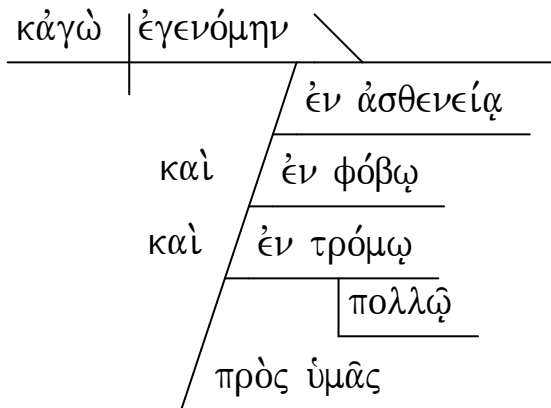 κἀγὼ ἐγενόμην
ἐν ἀσθενείᾳ
καὶ ἐν φόβῳ
καὶ ἐν τρόμῳ
πολλῷ
πρὸς ὑμᾶς